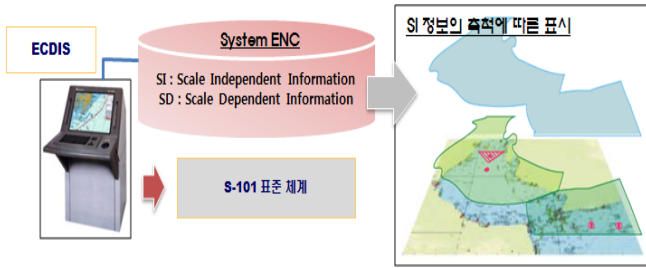 ECDIS
System ENC
SI : Scale Independent Information
SD : Scale Dependent Information
S-101 표준 체계
SI 정보의 축척에 따른 표시